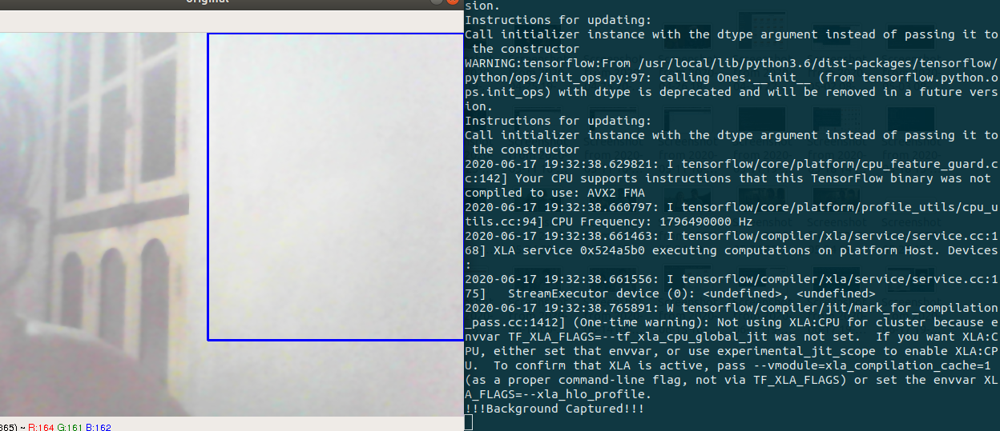 original
sion.
Instructions for updating:
Call initializer instance with the dtype argument instead of passing it to
 the constructor
WARNING:tensorflow:From /usr/local/lib/python3.6/dist-packages/tensorflow/
python/ops/init_ops.py:97: calling Ones.__init__ (from tensorflow.python.o
ps.init_ops) with dtype is deprecated and will be removed in a future vers
ion.
Instructions for updating:
Call initializer instance with the dtype argument instead of passing it to
 the constructor
2020-06-17 19:32:38.629821: I tensorflow/core/platform/cpu_feature_guard.c
c:142] Your CPU supports instructions that this TensorFlow binary was not
compiled to use: AVX2 FMA
2020-06-17 19:32:38.660797: I tensorflow/core/platform/profile_utils/cpu_u
tils.cc:94] CPU Frequency: 1796490000 Hz
2020-06-17 19:32:38.661463: I tensorflow/compiler/xla/service/service.cc:1
68] XLA service 0x524a5b0 executing computations on platform Host. Devices
:
2020-06-17 19:32:38.661556: I tensorflow/compiler/xla/service/service.cc:1
75]   StreamExecutor device (0): <undefined>, <undefined>
2020-06-17 19:32:38.765891: W tensorflow/compiler/jit/mark_for_compilation
_pass.cc:1412] (One-time warning): Not using XLA:CPU for cluster because e
nvvar TF_XLA_FLAGS=--tf_xla_cpu_global_jit was not set.  If you want XLA:C
PU, either set that envvar, or use experimental_jit_scope to enable XLA:CP
U.  To confirm that XLA is active, pass --vmodule=xla_compilation_cache=1
(as a proper command-line flag, not via TF_XLA_FLAGS) or set the envvar XL
A_FLAGS=--xla_hlo_profile.
!!!Background Captured!!!
365) ~ R:164 G:161 B:162